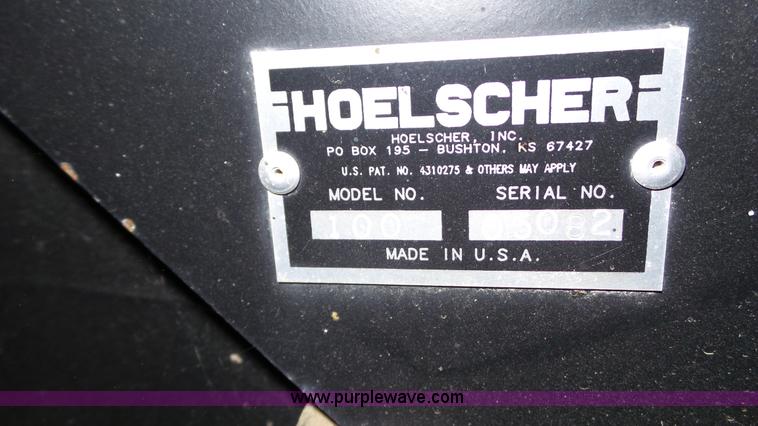 HOELSCHER
HOELSCHER, INC.
PO BOX 195 – BUSHTON, KS 67427
U.S. PAT. NO. 4310275 & OTHERS MAY APPLY
MODEL NO. SERIAL NO.
100 03082
MADE IN U.S.A.
www.purplewave.com